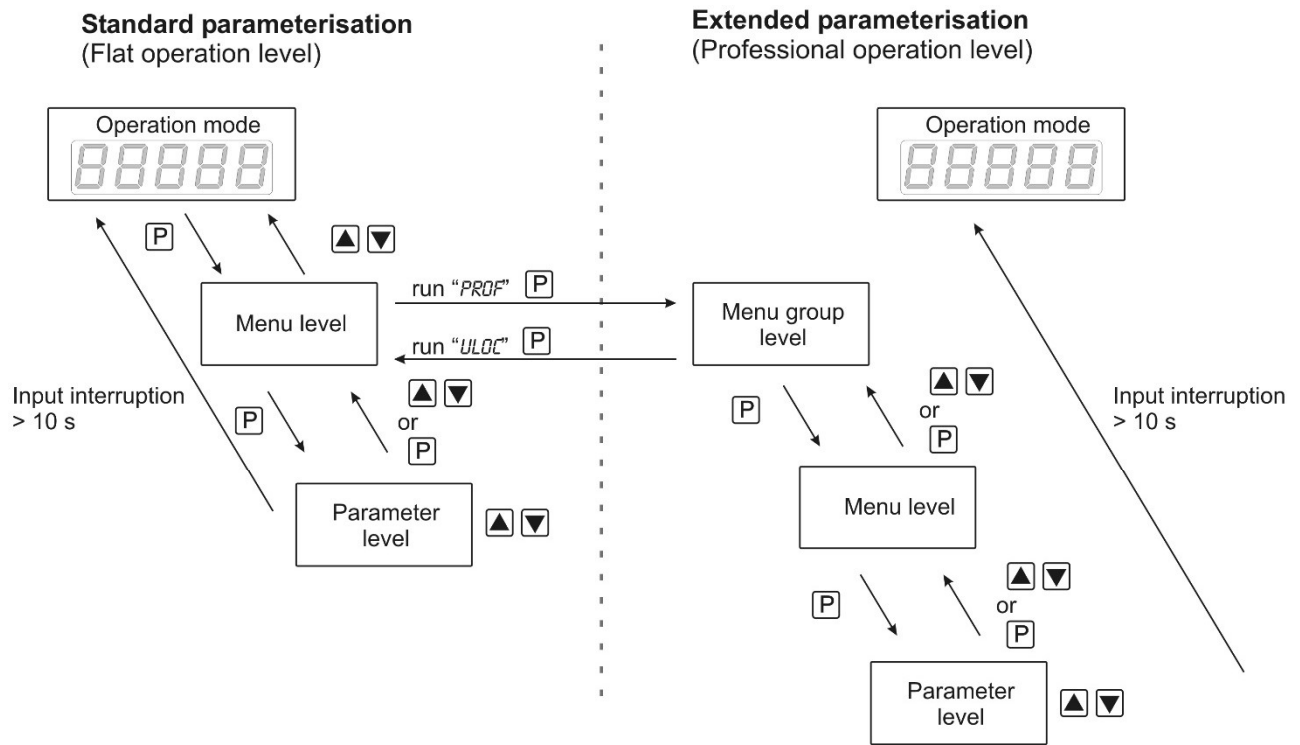 Standard parameterisation
(Flat operation level)
Extended parameterisation
(Professional operation level)
Operation mode
88888
Operation mode
88888
P
▲ ▼
Menu level
run “PROF” P
run “ULOC” P
Menu group
level
Input interruption
> 10 s
P
▲ ▼
or
P
Parameter
level
▲ ▼
P
▲ ▼
or
P
Input interruption
> 10 s
Menu level
P
▲ ▼
or
P
Parameter
level
▲ ▼